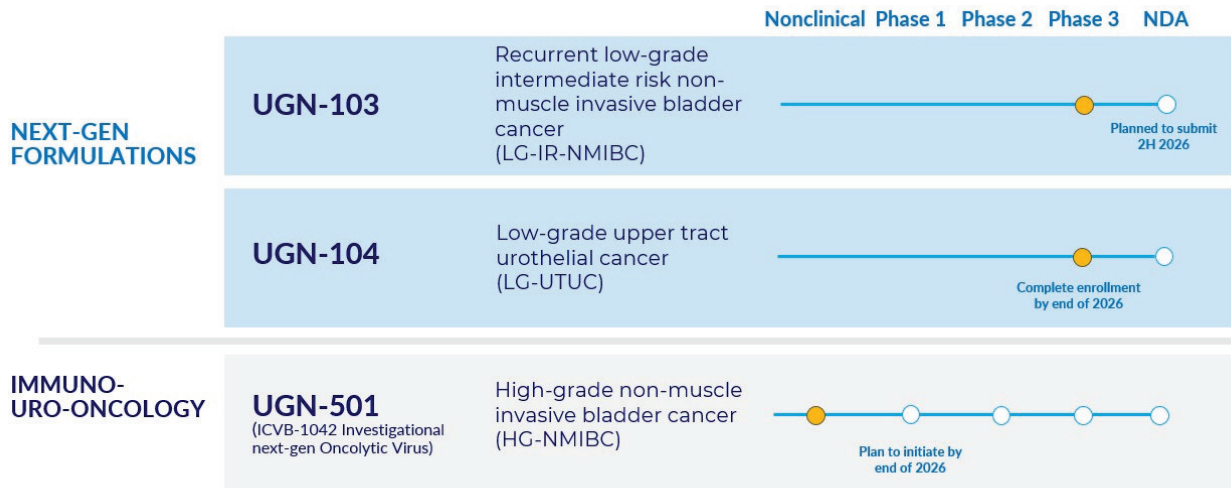 Nonclinical Phase 1 Phase 2 Phase 3 NDA
NEXT-GEN
FORMULATIONS
UGN-103
Recurrent low-grade
intermediate risk non-
muscle invasive bladder
cancer
(LG-IR-NMIBC)
Planned to submit
2H 2026
UGN-104
Low-grade upper tract
urothelial cancer
(LG-UTUC)
Complete enrollment
by end of 2026
IMMUNO-
URO-ONCOLOGY
UGN-501
(ICVB-1042 Investigational
next-gen Oncolytic Virus)
High-grade non-muscle
invasive bladder cancer
(HG-NMIBC)
Plan to initiate by
end of 2026